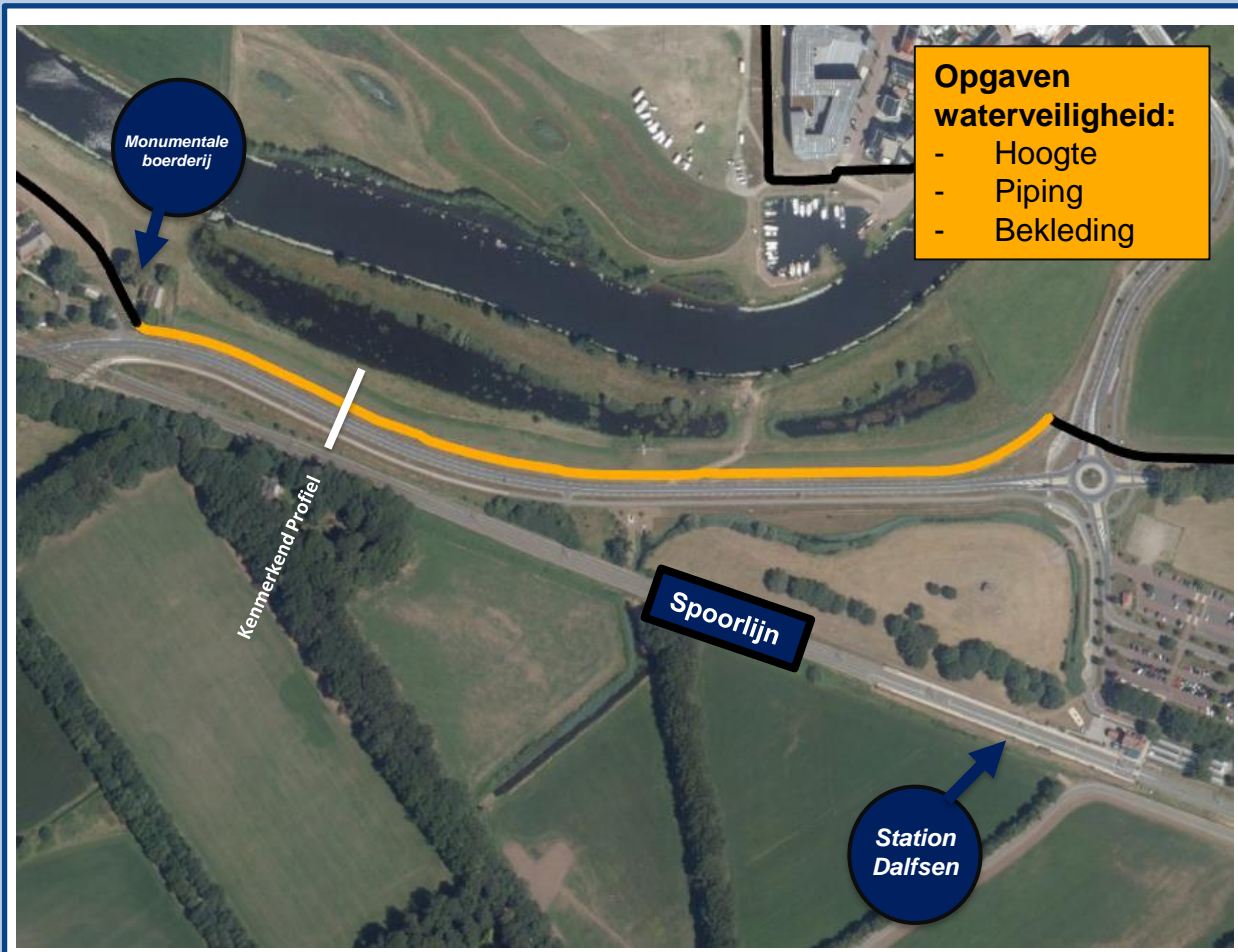 Opgaven
waterveiligheid:
- Hoogte
- Piping
- Bekleding
Monumentale
boerderij
Kenmerkend Profiel
Spoorlijn
Station
Dalfsen